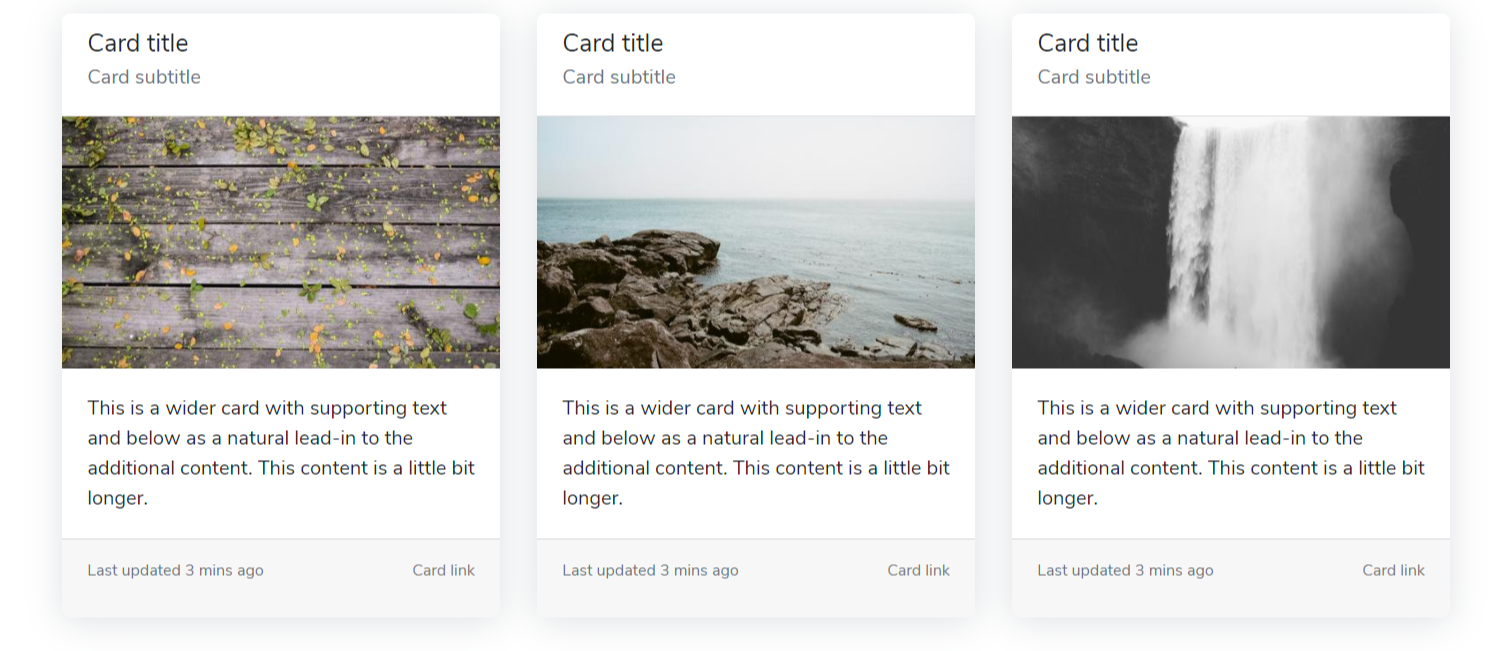 Card title
Card subtitle
This is a wider card with supporting text
and below as a natural lead-in to the
additional content. This content is a little bit
longer.
Last updated 3 mins ago
Card link
Card title
Card subtitle
This is a wider card with supporting text
and below as a natural lead-in to the
additional content. This content is a little bit
longer.
Last updated 3 mins ago
Card link
Card title
Card subtitle
This is a wider card with supporting text
and below as a natural lead-in to the
additional content. This content is a little bit
longer.
Last updated 3 mins ago
Card link